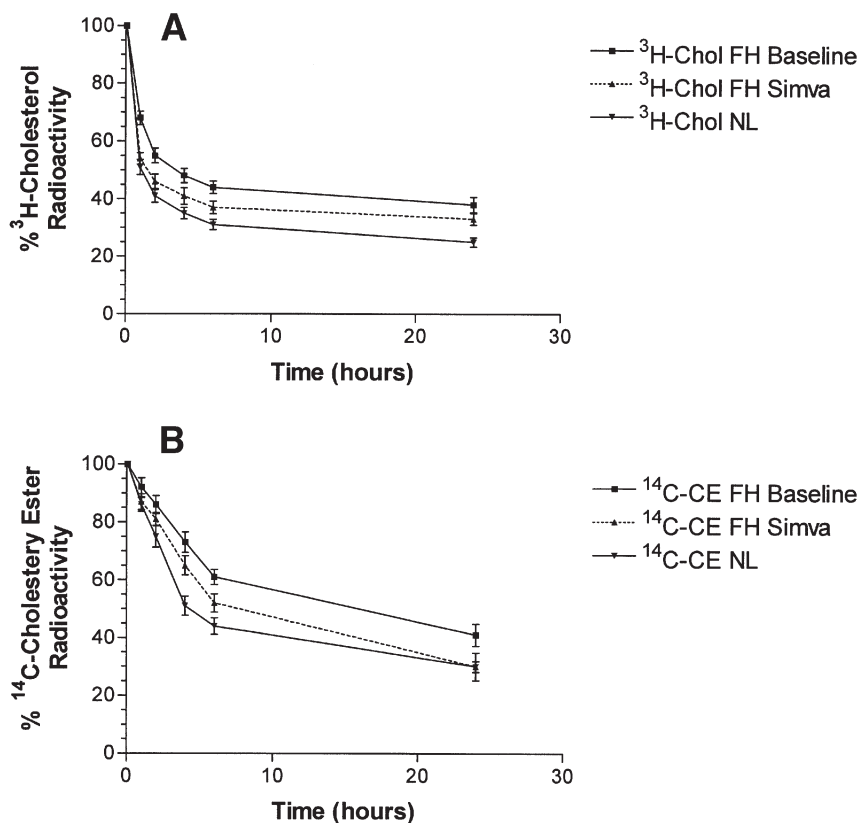 A
100
80
60
40
20
0
% ³H-Cholesterol
Radioactivity
0 10 20 30
Time (hours)
³H-Chol FH Baseline
³H-Chol FH Simva
³H-Chol NL
B
100
80
60
40
20
0
% ¹⁴C-Cholestery Ester
Radioactivity
0 10 20 30
Time (hours)
¹⁴C-CE FH Baseline
¹⁴C-CE FH Simva
¹⁴C-CE NL